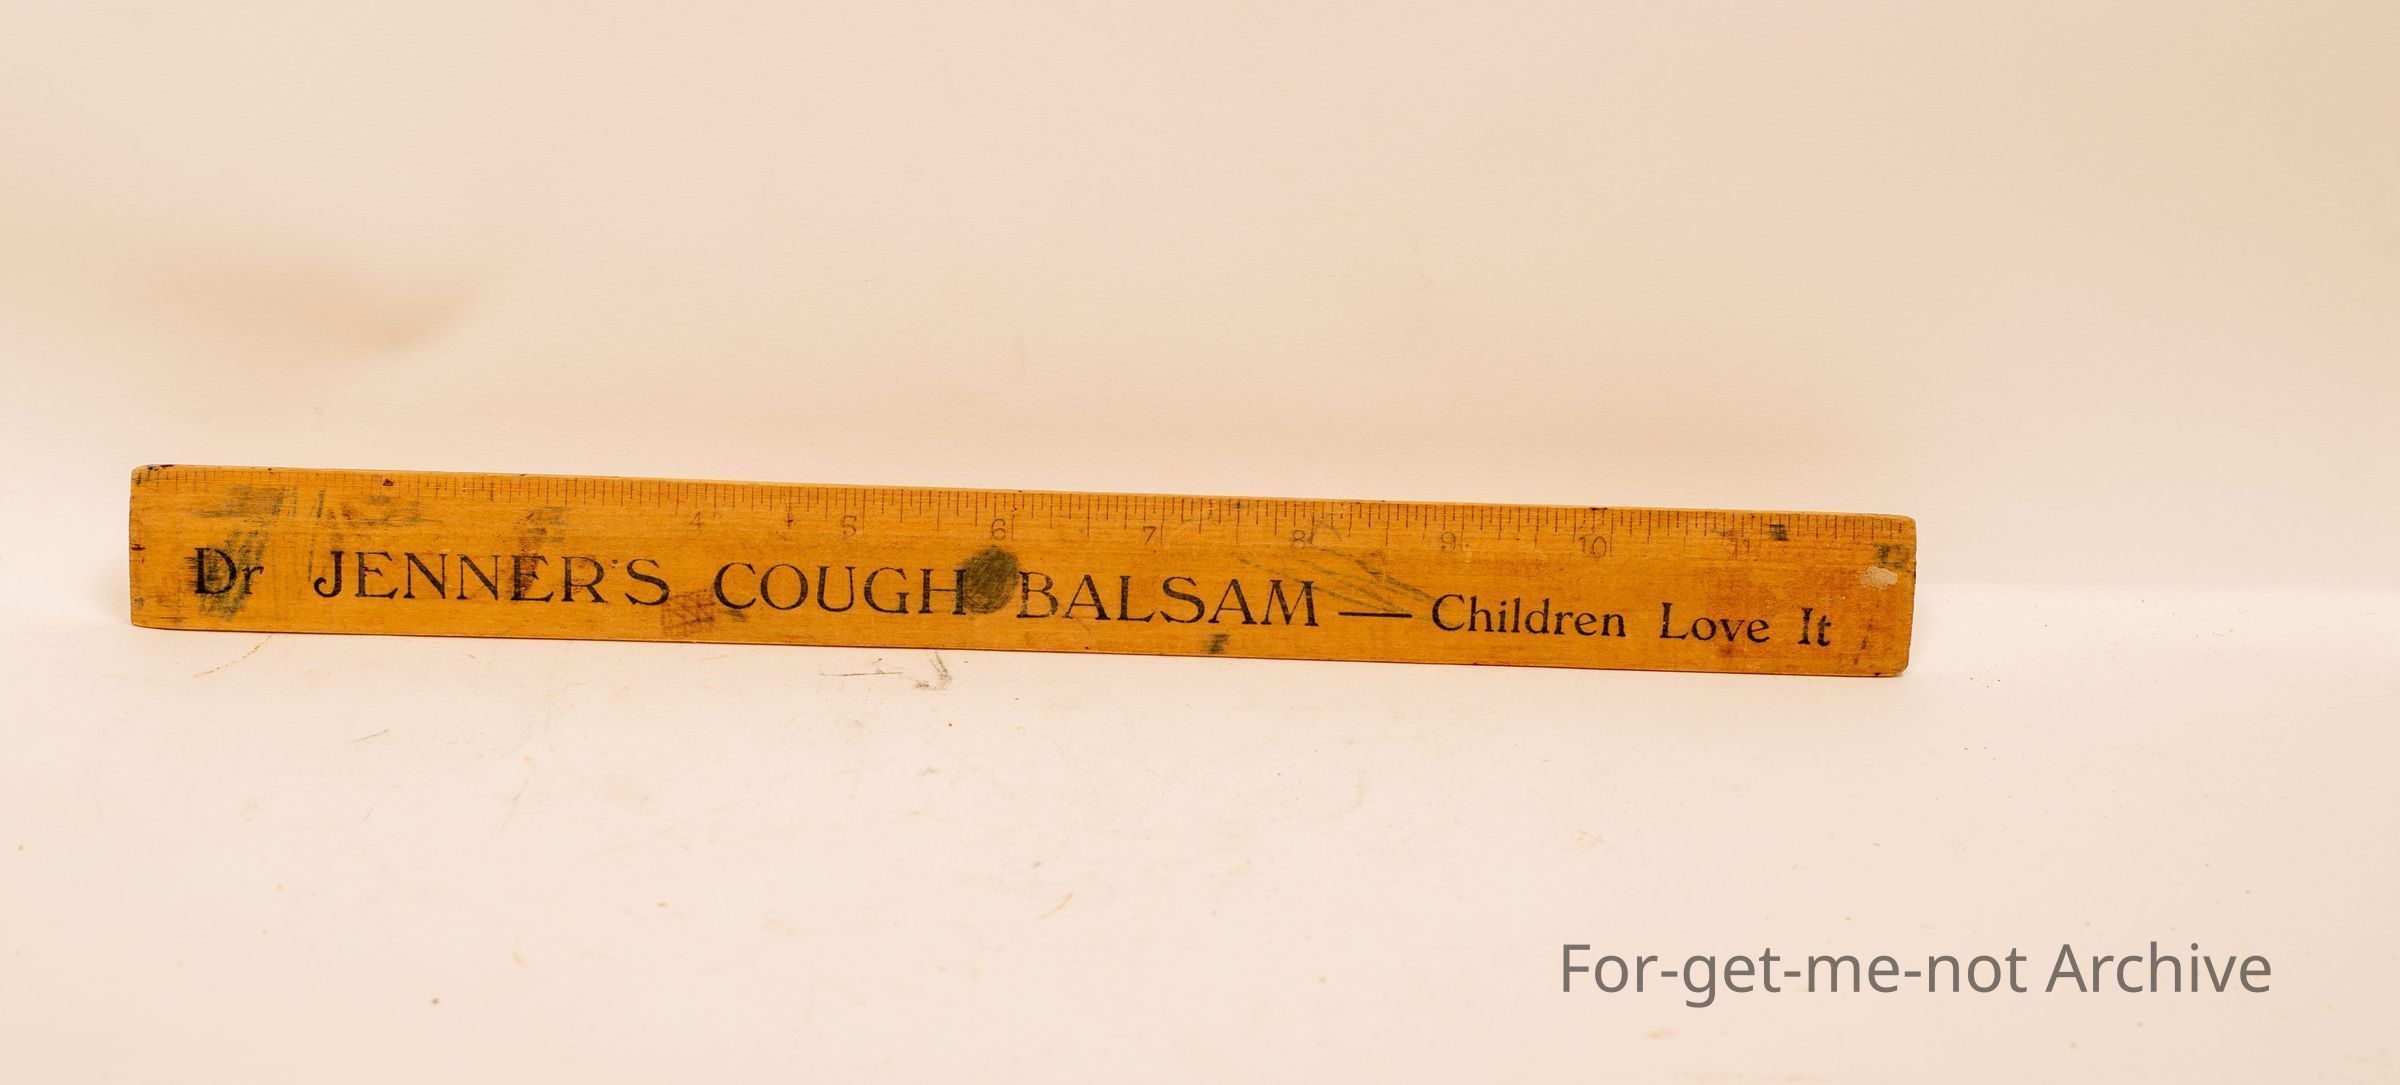 4 5 6 7 8 9 10 11
Dr JENNER'S COUGH BALSAM — Children Love It
For-get-me-not Archive